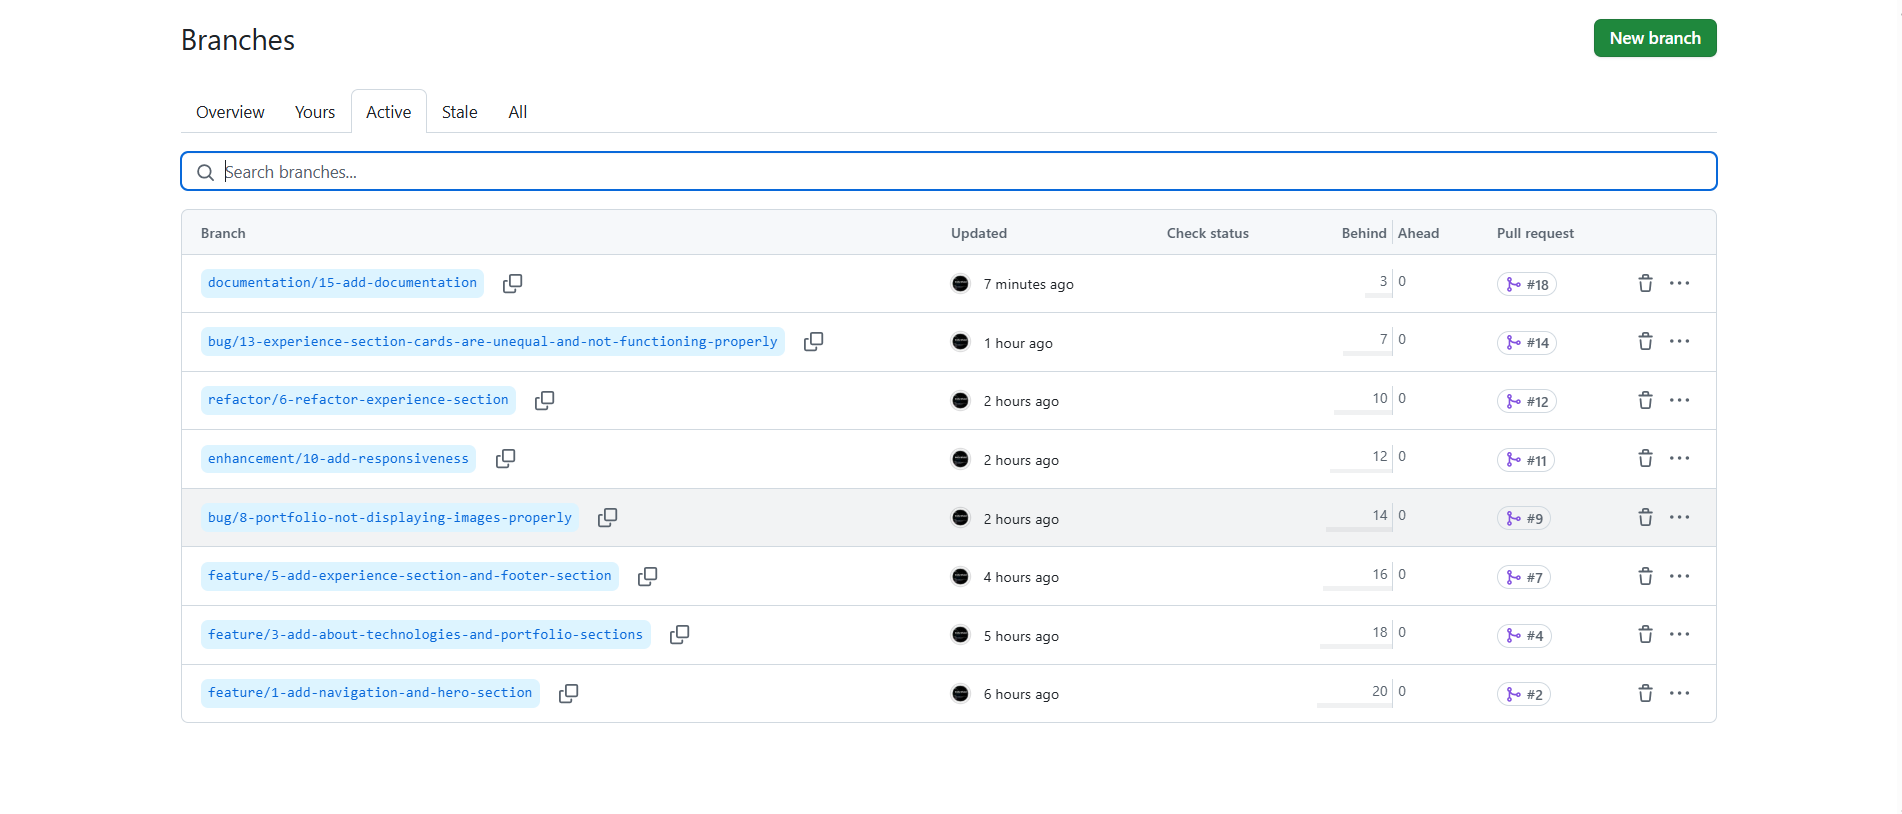 Branches
New branch
Overview Yours Active Stale All
Search branches...
Branch Updated Check status Behind Ahead Pull request
documentation/15-add-documentation 7 minutes ago 3 0 #18
bug/13-experience-section-cards-are-unequal-and-not-functioning-properly 1 hour ago 7 0 #14
refactor/6-refactor-experience-section 2 hours ago 10 0 #12
enhancement/10-add-responsiveness 2 hours ago 12 0 #11
bug/8-portfolio-not-displaying-images-properly 2 hours ago 14 0 #9
feature/5-add-experience-section-and-footer-section 4 hours ago 16 0 #7
feature/3-add-about-technologies-and-portfolio-sections 5 hours ago 18 0 #4
feature/1-add-navigation-and-hero-section 6 hours ago 20 0 #2